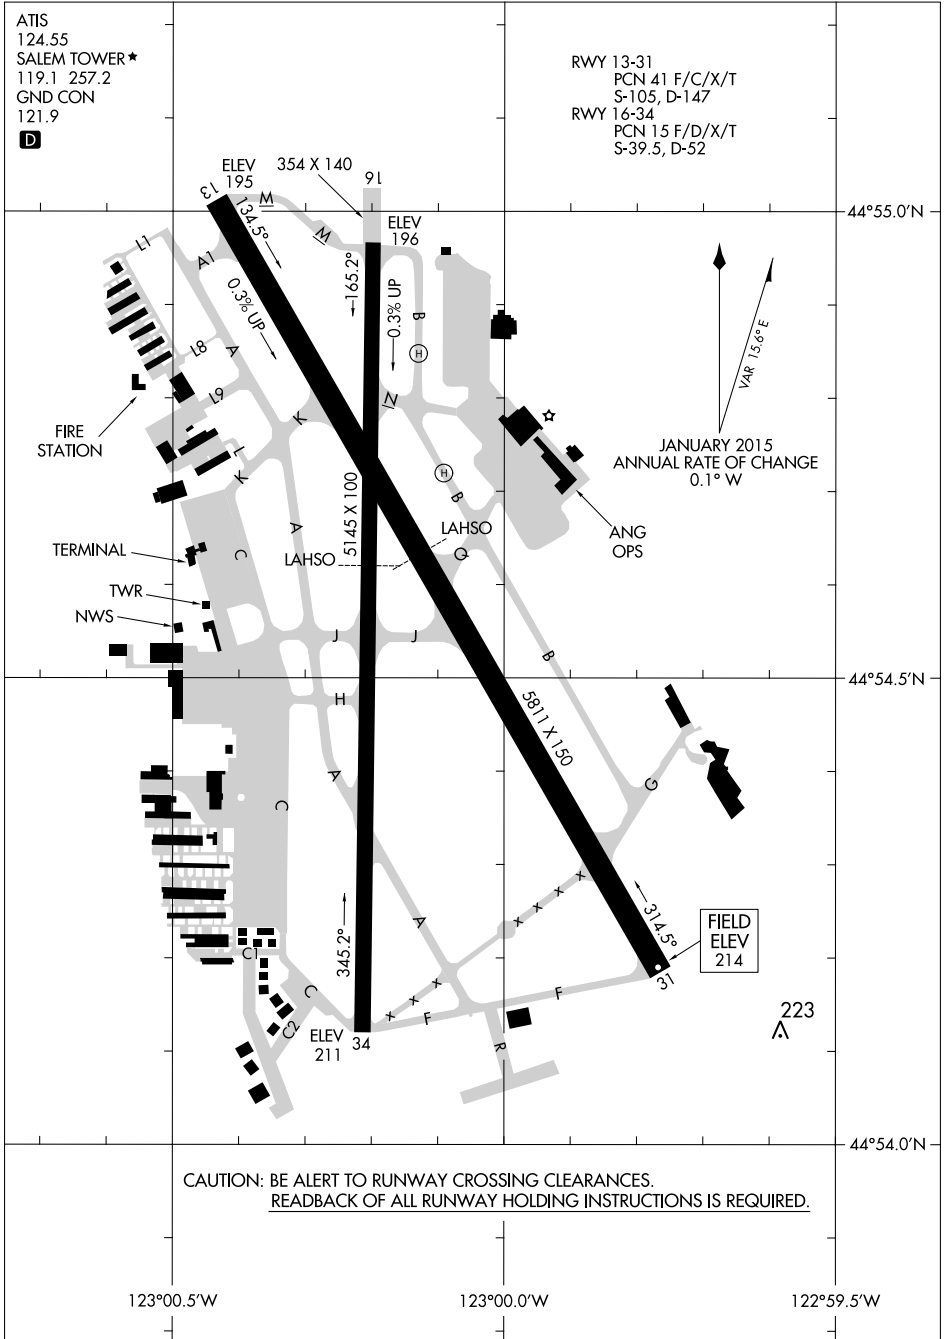 ATIS
124.55
SALEM TOWER★
119.1 257.2
GND CON
121.9
D
RWY 13-31
PCN 41 F/C/X/T
S-105, D-147
RWY 16-34
PCN 15 F/D/X/T
S-39.5, D-52
354 X 140
16
ELEV
195
13
134.5°
M
M
ELEV
196
44°55.0'N
L1
A1
0.3% UP
165.2°
0.3% UP
B
H
A
L8
L9
K
N
VAR 15.6° E
JANUARY 2015
ANNUAL RATE OF CHANGE
0.1° W
FIRE
STATION
L
K
H
B
5145 X 100
A
C
LAHSO
LAHSO
Q
ANG
OPS
TERMINAL
TWR
NWS
J
J
B
44°54.5'N
H
5811 X 150
A
C
G
A
x
x
x
x
x
x
x
345.2°
314.5°
FIELD
ELEV
214
31
C1
C
C2
F
F
R
ELEV
211
34
223
44°54.0'N
CAUTION: BE ALERT TO RUNWAY CROSSING CLEARANCES.
READBACK OF ALL RUNWAY HOLDING INSTRUCTIONS IS REQUIRED.
123°00.5'W
123°00.0'W
122°59.5'W